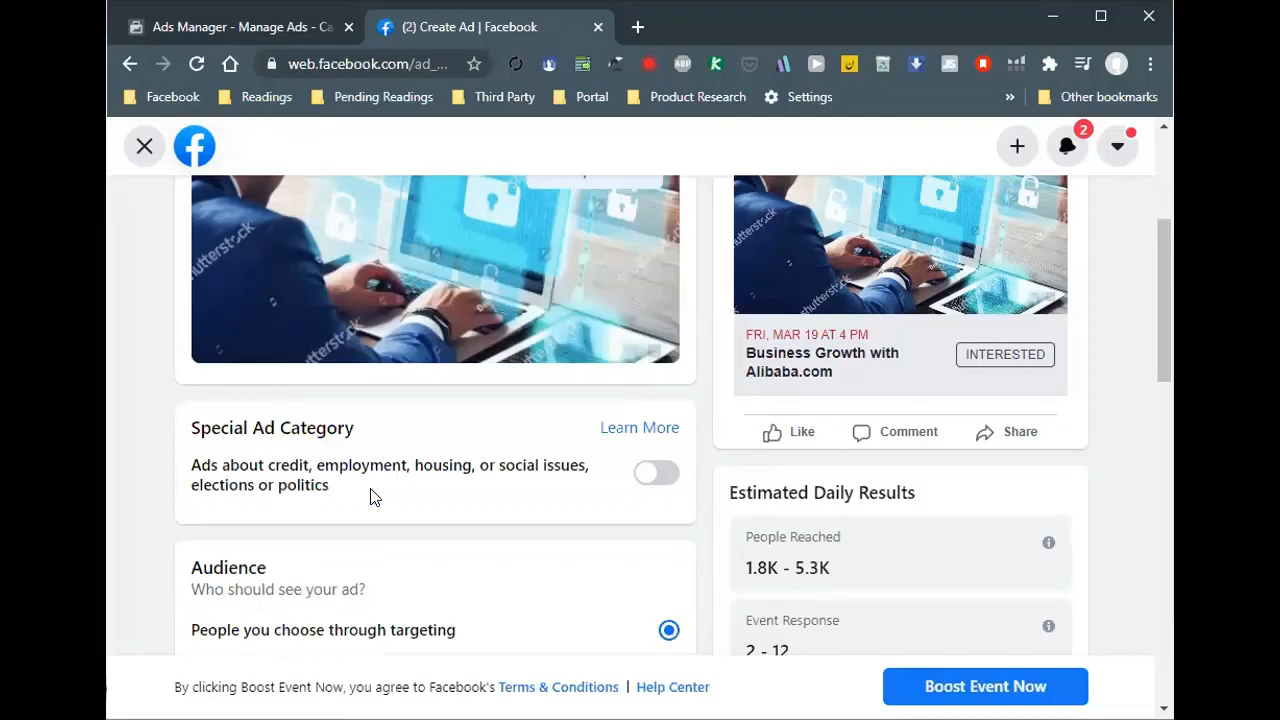 Ads Manager - Manage Ads - Ca
(2) Create Ad | Facebook
web.facebook.com/ad_...
ABP
Facebook
Readings
Pending Readings
Third Party
Portal
Product Research
Settings
»
Other bookmarks
2
shutterstock
shutterstock
shutterstock
shutterstock
FRI, MAR 19 AT 4 PM
Business Growth with
Alibaba.com
INTERESTED
Like
Comment
Share
Special Ad Category
Learn More
Ads about credit, employment, housing, or social issues,
elections or politics
Estimated Daily Results
People Reached
1.8K - 5.3K
Event Response
2 - 12
Audience
Who should see your ad?
People you choose through targeting
By clicking Boost Event Now, you agree to Facebook's Terms & Conditions | Help Center
Boost Event Now